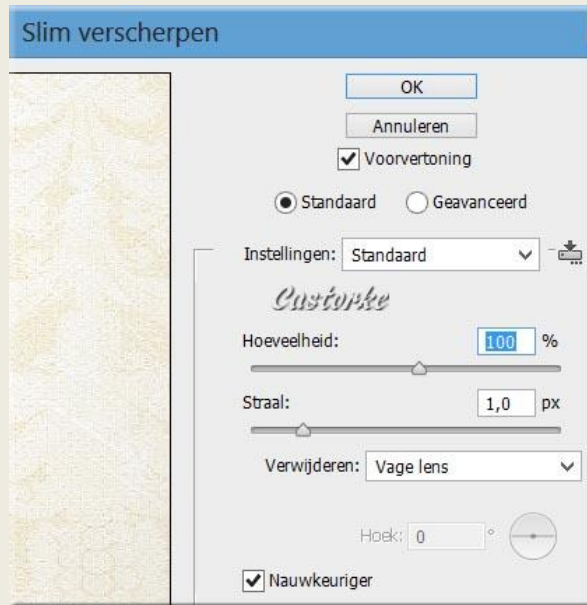 Slim verscherpen
OK
Annuleren
Voorvertoning
Standaard Geavanceerd
Instellingen: Standaard
Castorke
Hoeveelheid: 100 %
Straal: 1,0 px
Verwijderen: Vage lens
Hoek: 0 °
Nauwkeuriger